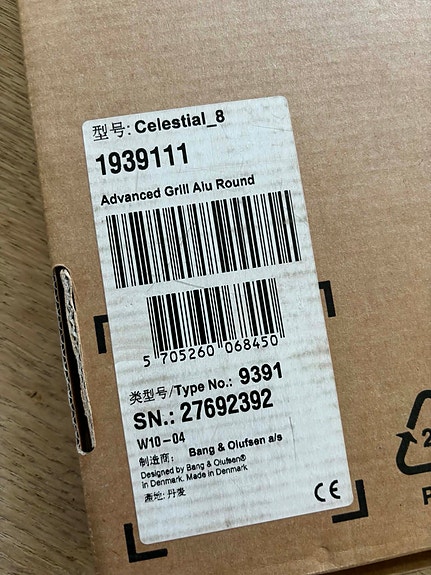 型号: Celestial_8
1939111
Advanced Grill Alu Round
5 705260 068450
类型号/Type No.: 9391
SN.: 27692392
W10-04
制造商: Bang & Olufsen a/s
Designed by Bang & Olufsen®
in Denmark. Made in Denmark
產地: 丹麦
CE
2
P